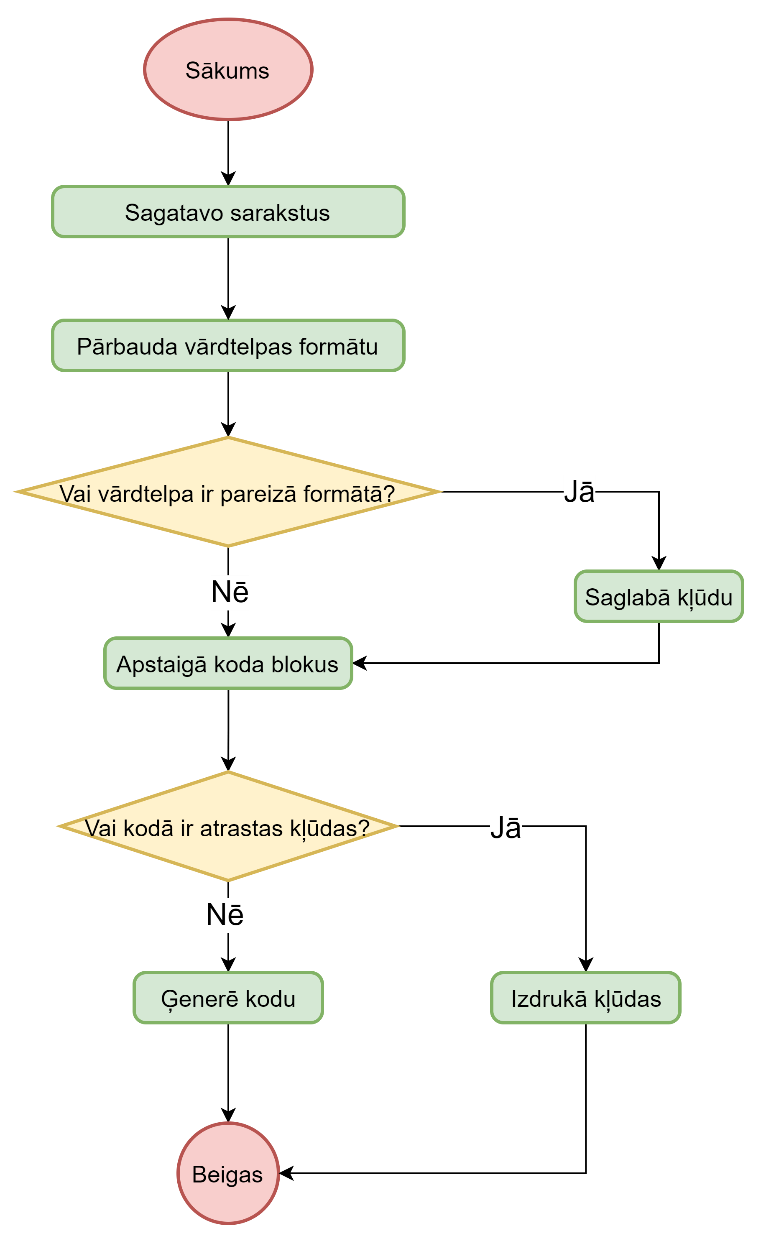 Sākums
Sagatavo sarakstus
Pārbauda vārdtelpas formātu
Vai vārdtelpa ir pareizā formātā?
Jā
Nē
Saglabā kļūdu
Apstaigā koda blokus
Vai kodā ir atrastas kļūdas?
Jā
Nē
Ģenerē kodu
Izdrukā kļūdas
Beigas